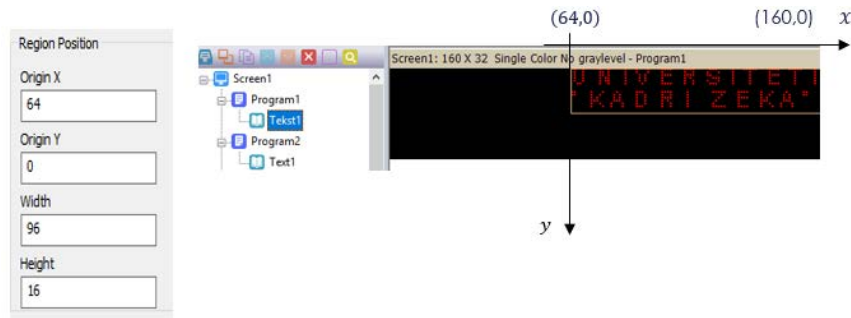 Region Position
Origin X
64
Origin Y
0
Width
96
Height
16
Screen1
Program1
Tekst1
Program2
Text1
(64,0)
(160,0)
x
Screen1: 160 X 32 Single Color No graylevel - Program1
UNIVERSITETI
"KADRI ZEKA"
y